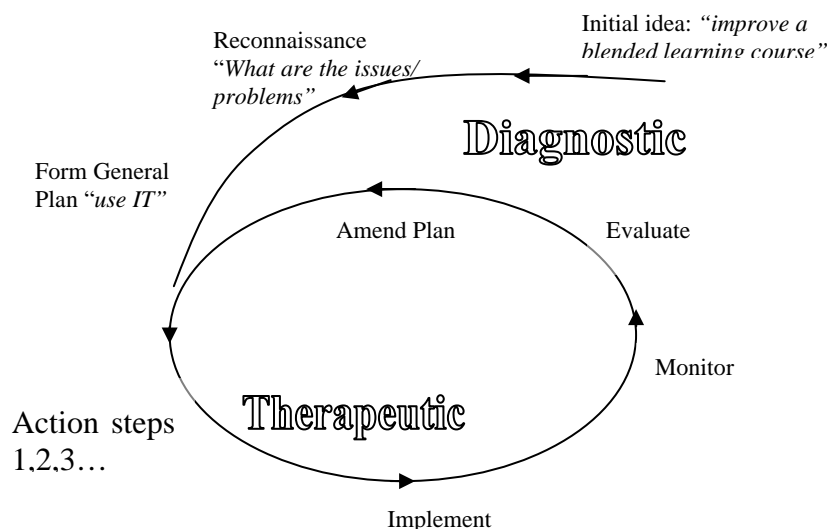 Initial idea: “improve a
blended learning course”
Reconnaissance
“What are the issues/
problems”
Diagnostic
Form General
Plan “use IT”
Amend Plan
Evaluate
Monitor
Therapeutic
Action steps
1,2,3…
Implement